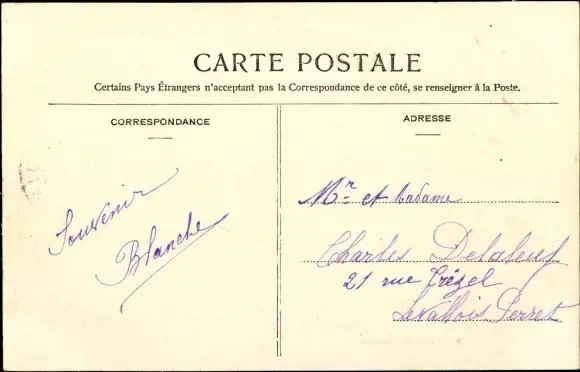 CARTE POSTALE
Certains Pays Étrangers n'acceptant pas la Correspondance de ce côté, se renseigner à la Poste.
CORRESPONDANCE
Souvenir
Blanche
ADRESSE
Mr et Madame
Charles
21 rue Trézel
Levallois Perret